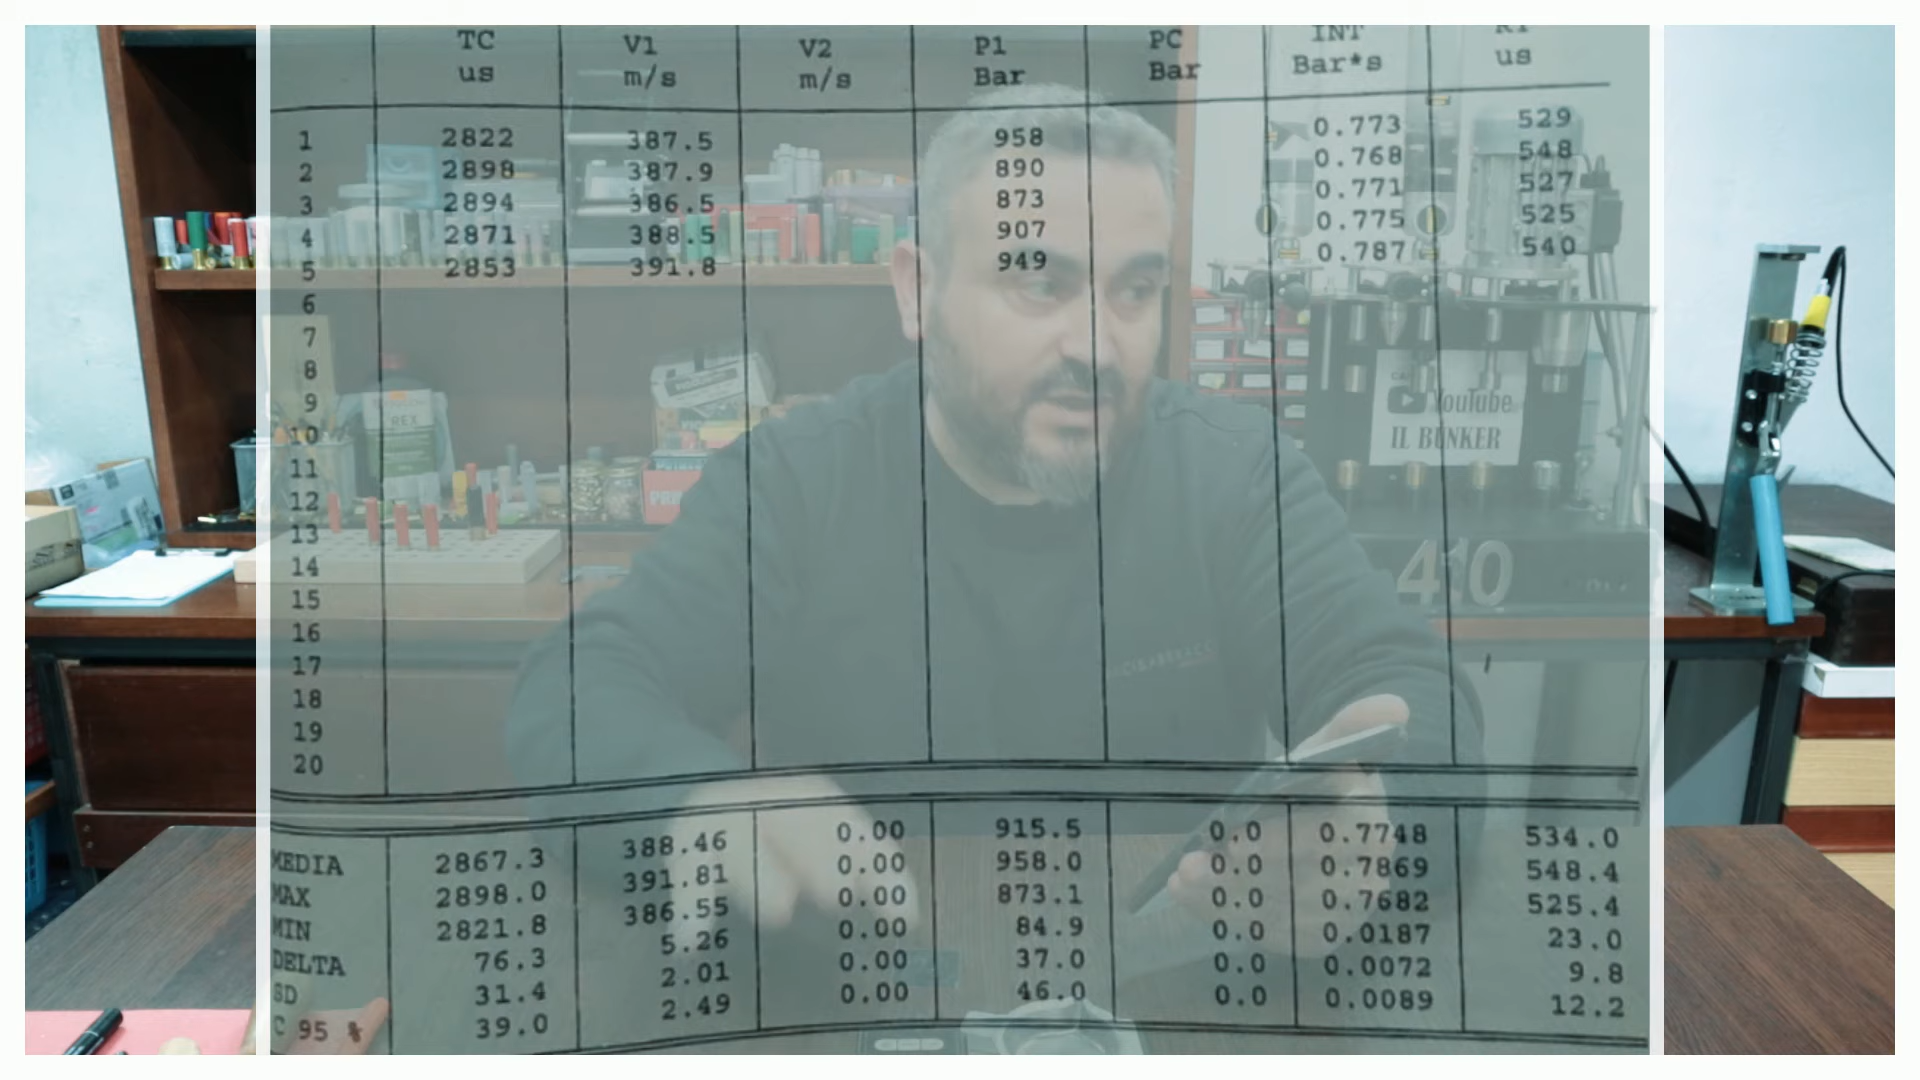 TC V1 V2 P1 PC INT RT
us m/s m/s Bar Bar Bar*s us
1 2822 387.5 958 0.773 529
2 2898 387.9 890 0.768 548
3 2894 386.5 873 0.771 527
4 2871 388.5 907 0.775 525
5 2853 391.8 949 0.787 540
6
7
8
9
10
11
12
13
14
15
16
17
18
19
20
MEDIA 2867.3 388.46 0.00 915.5 0.0 0.7748 534.0
MAX 2898.0 391.81 0.00 958.0 0.0 0.7869 548.4
MIN 2821.8 386.55 0.00 873.1 0.0 0.7682 525.4
DELTA 76.3 5.26 0.00 84.9 0.0 0.0187 23.0
SD 31.4 2.01 0.00 37.0 0.0 0.0072 9.8
C 95 % 39.0 2.49 0.00 46.0 0.0 0.0089 12.2
REX
YouTube
IL BUNKER
410